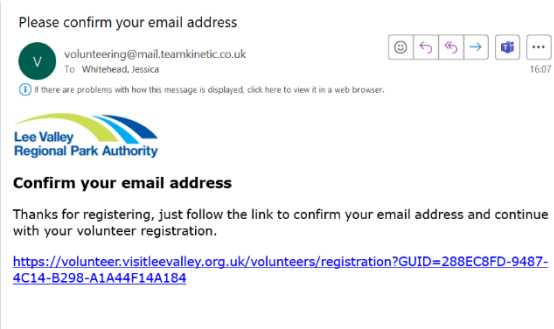 Please confirm your email address
V
volunteering@mail.teamkinetic.co.uk
To Whitehead, Jessica
16:07
i If there are problems with how this message is displayed, click here to view it in a web browser.
Lee Valley
Regional Park Authority
Confirm your email address
Thanks for registering, just follow the link to confirm your email address and continue
with your volunteer registration.
https://volunteer.visitleevalley.org.uk/volunteers/registration?GUID=288EC8FD-9487-
4C14-B298-A1A44F14A184